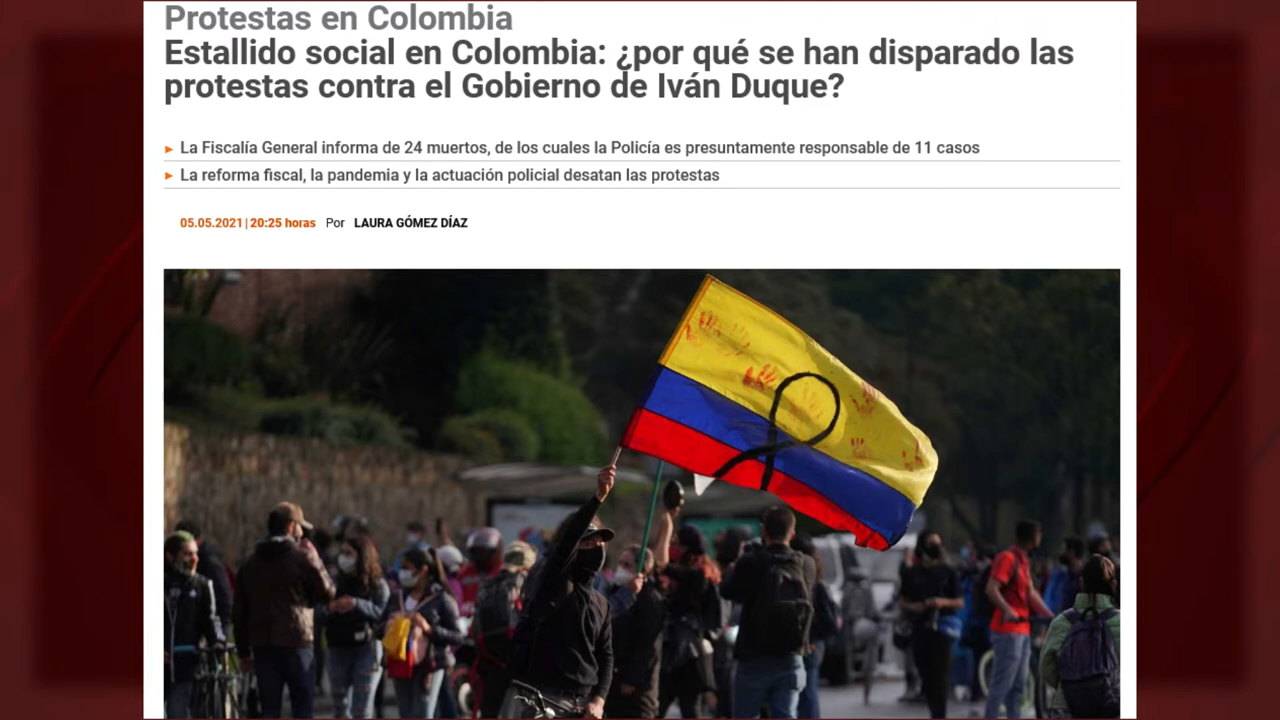 Protestas en Colombia
Estallido social en Colombia: ¿por qué se han disparado las
protestas contra el Gobierno de Iván Duque?
► La Fiscalía General informa de 24 muertos, de los cuales la Policía es presuntamente responsable de 11 casos
► La reforma fiscal, la pandemia y la actuación policial desatan las protestas
05.05.2021 | 20:25 horas Por LAURA GÓMEZ DÍAZ